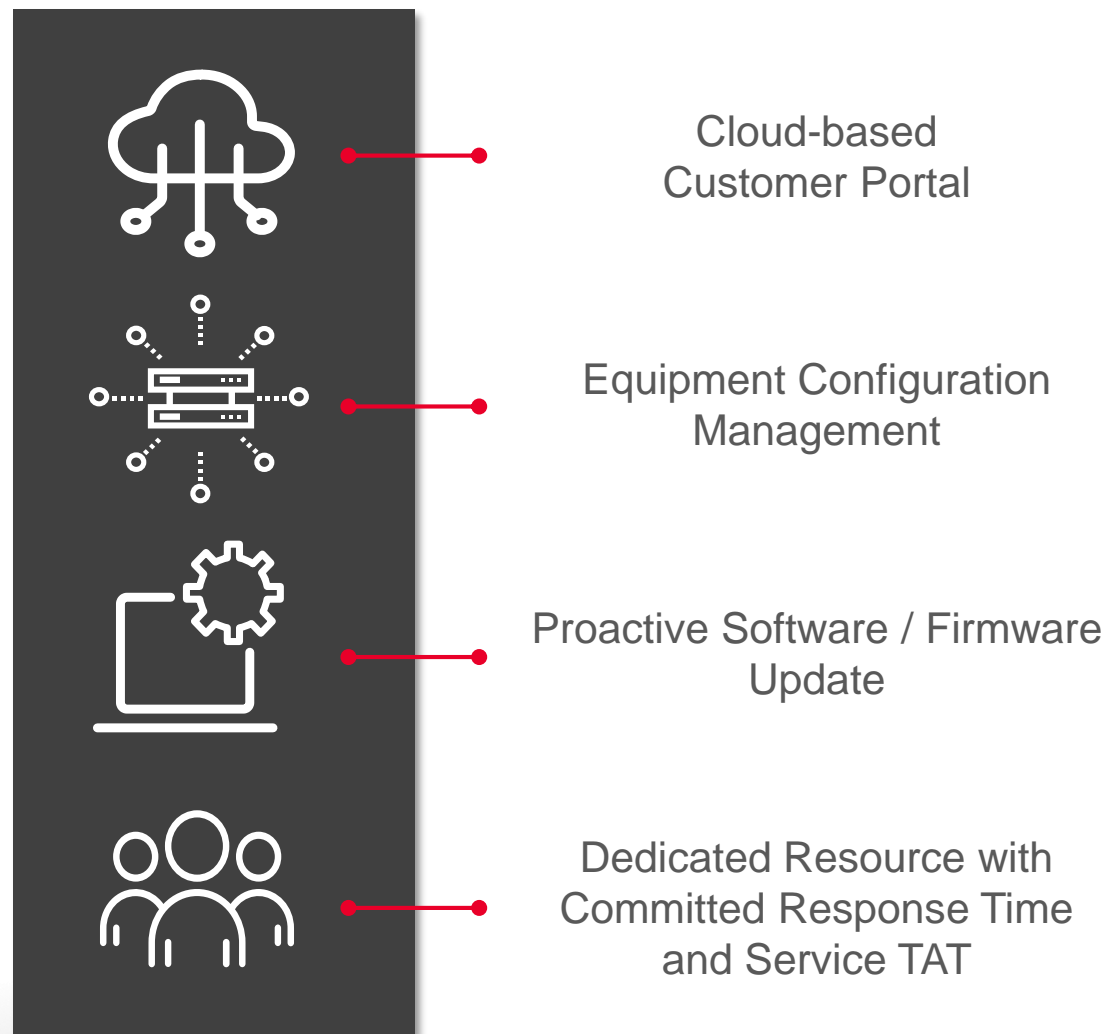 Cloud-based
Customer Portal
Equipment Configuration
Management
Proactive Software / Firmware
Update
Dedicated Resource with
Committed Response Time
and Service TAT